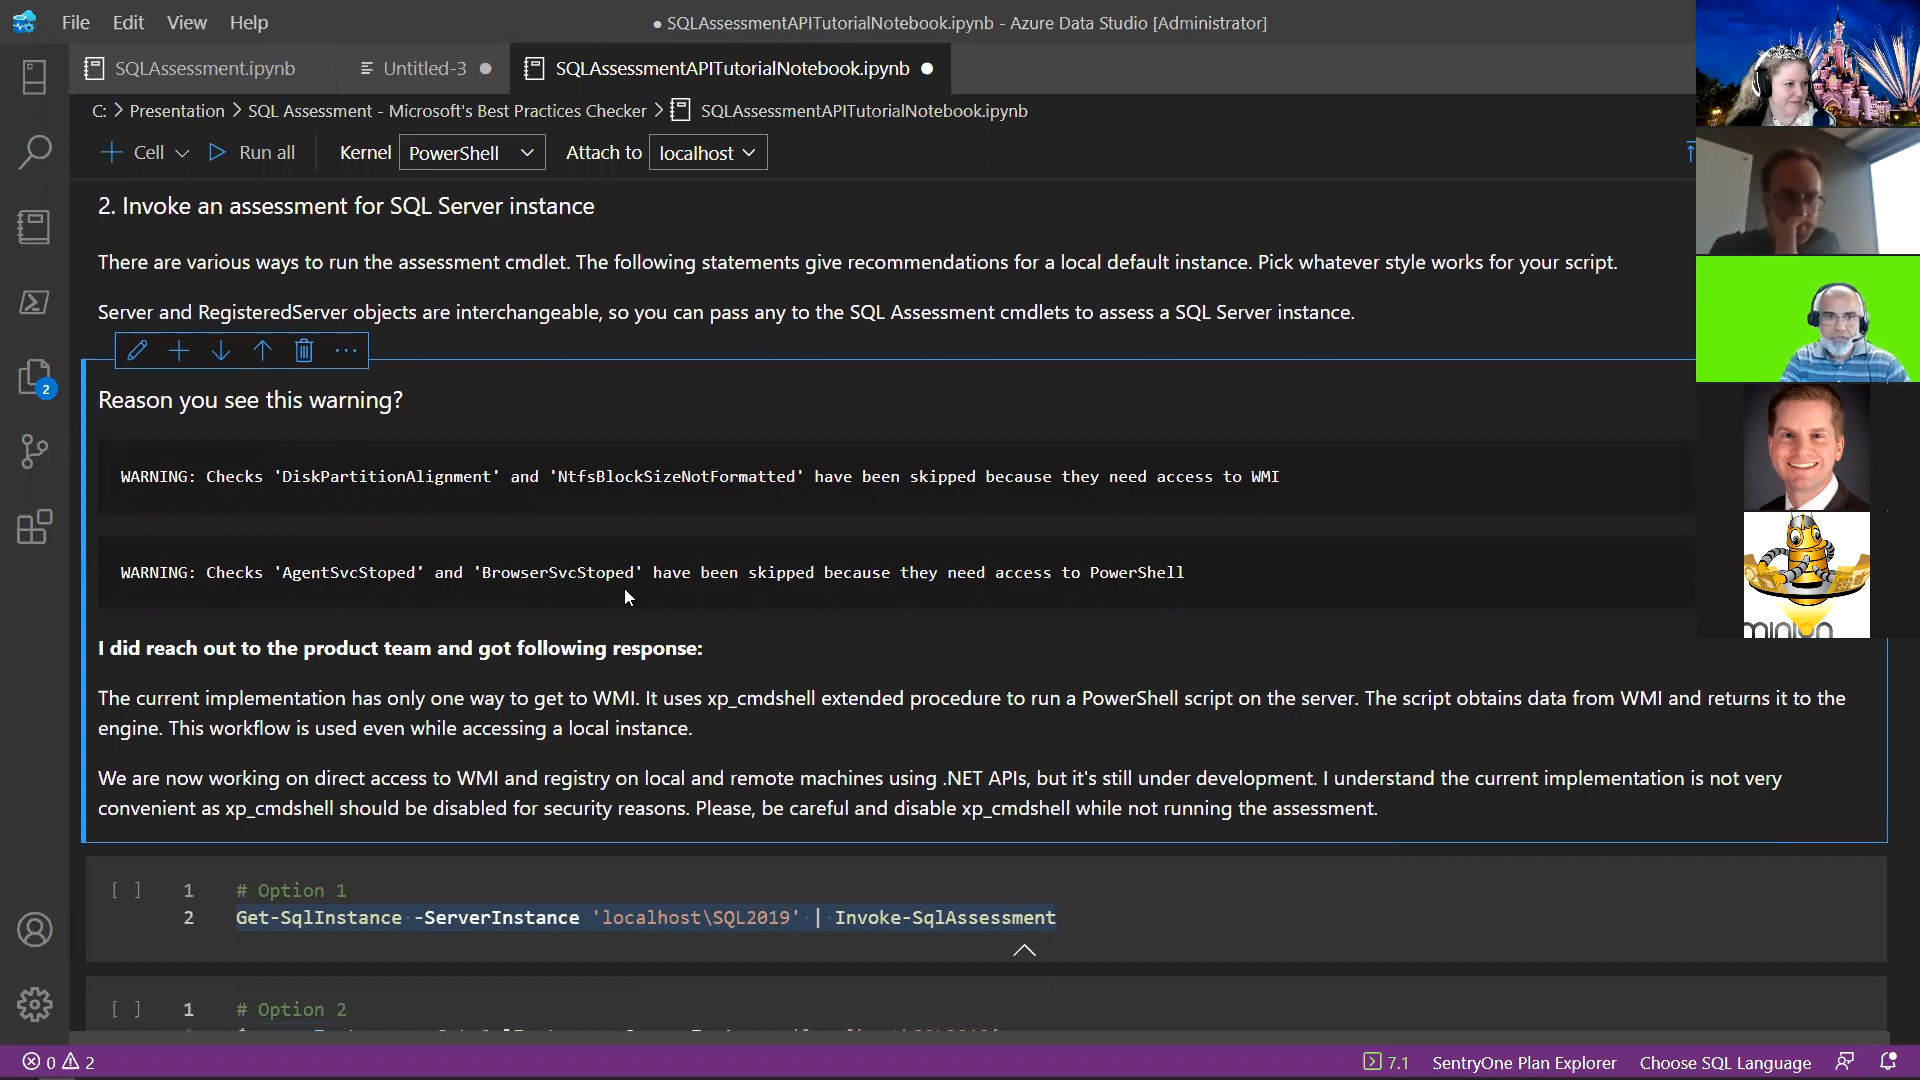 File Edit View Help
● SQLAssessmentAPITutorialNotebook.ipynb - Azure Data Studio [Administrator]
SQLAssessment.ipynb
Untitled-3
SQLAssessmentAPITutorialNotebook.ipynb
C: > Presentation > SQL Assessment - Microsoft's Best Practices Checker > SQLAssessmentAPITutorialNotebook.ipynb
Cell Run all Kernel PowerShell Attach to localhost
2. Invoke an assessment for SQL Server instance
There are various ways to run the assessment cmdlet. The following statements give recommendations for a local default instance. Pick whatever style works for your script.
Server and RegisteredServer objects are interchangeable, so you can pass any to the SQL Assessment cmdlets to assess a SQL Server instance.
Reason you see this warning?
WARNING: Checks 'DiskPartitionAlignment' and 'NtfsBlockSizeNotFormatted' have been skipped because they need access to WMI
WARNING: Checks 'AgentSvcStoped' and 'BrowserSvcStoped' have been skipped because they need access to PowerShell
I did reach out to the product team and got following response:
The current implementation has only one way to get to WMI. It uses xp_cmdshell extended procedure to run a PowerShell script on the server. The script obtains data from WMI and returns it to the
engine. This workflow is used even while accessing a local instance.
We are now working on direct access to WMI and registry on local and remote machines using .NET APIs, but it's still under development. I understand the current implementation is not very
convenient as xp_cmdshell should be disabled for security reasons. Please, be careful and disable xp_cmdshell while not running the assessment.
[ ] 1 # Option 1
2 Get-SqlInstance -ServerInstance 'localhost\SQL2019' | Invoke-SqlAssessment
[ ] 1 # Option 2
2
minion
0 2
7.1 SentryOne Plan Explorer Choose SQL Language